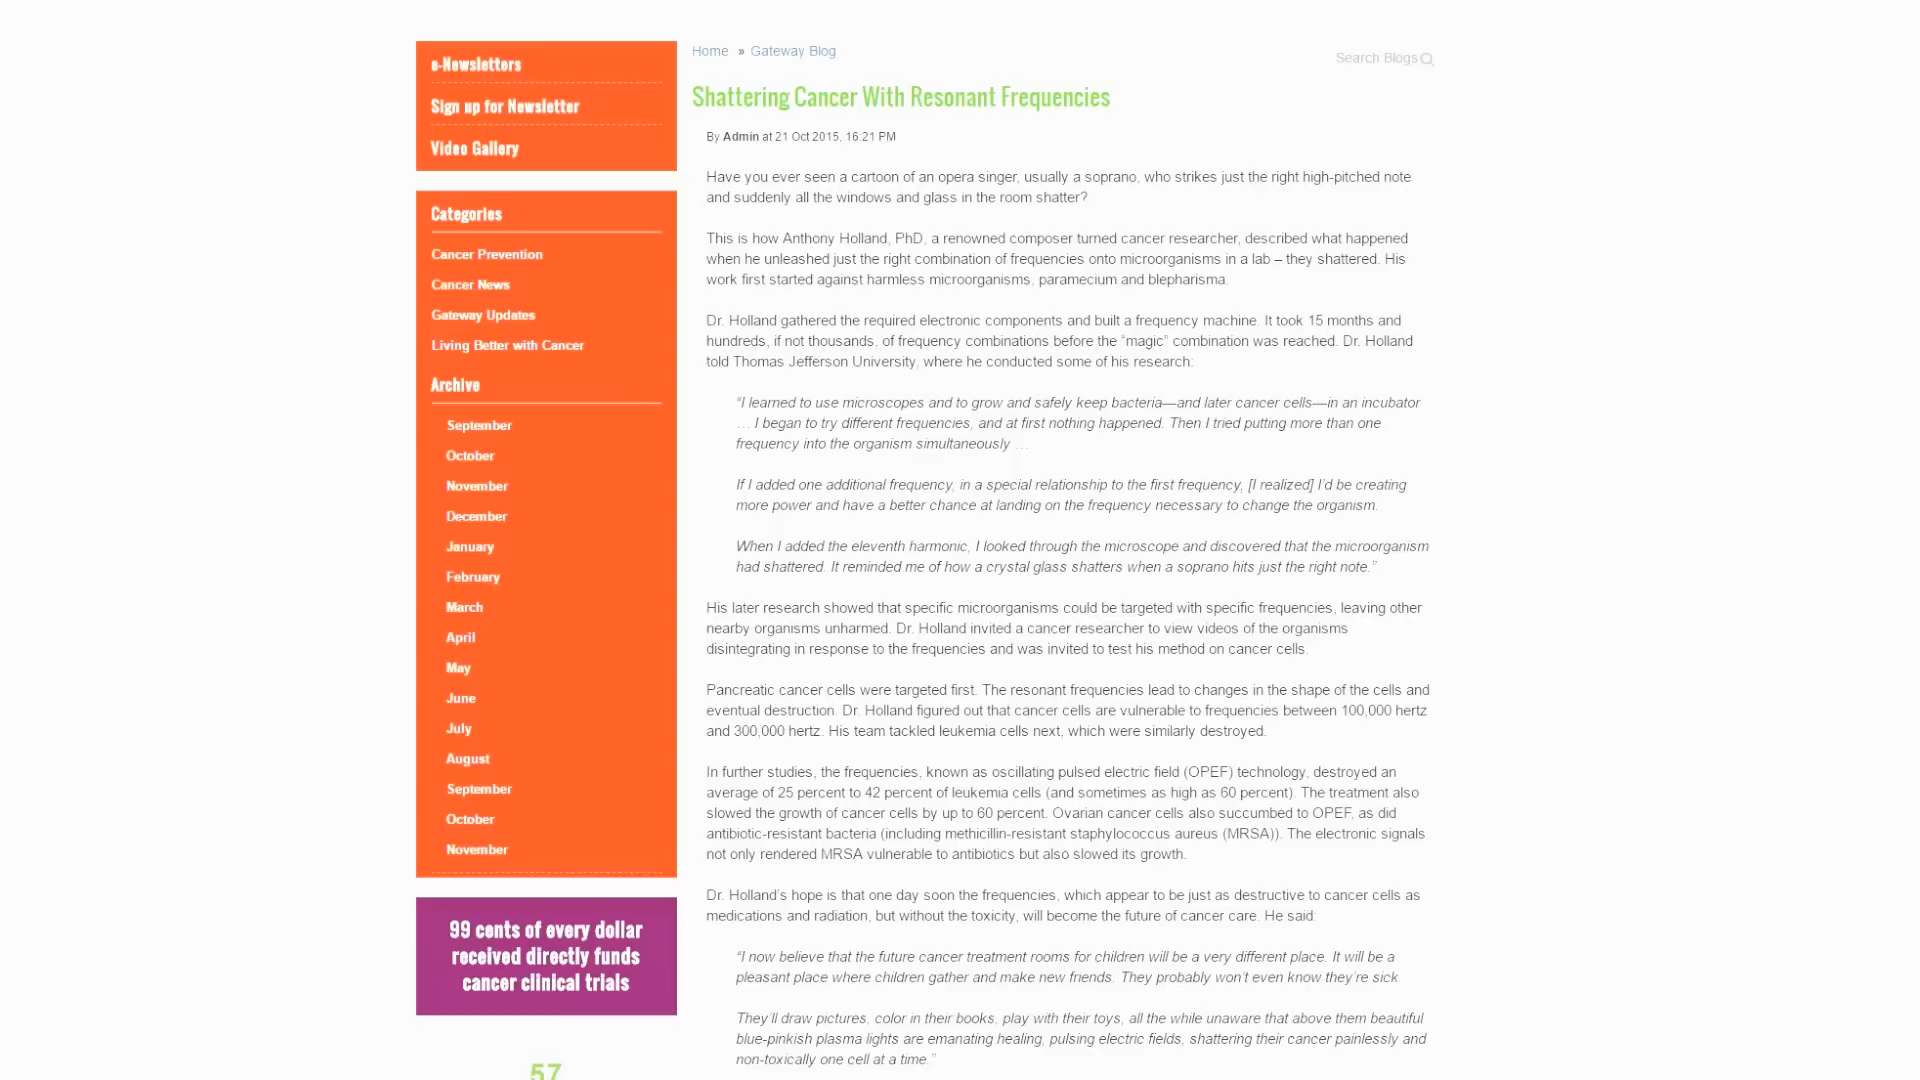 e-Newsletters
Sign up for Newsletter
Video Gallery
Categories
Cancer Prevention
Cancer News
Gateway Updates
Living Better with Cancer
Archive
September
October
November
December
January
February
March
April
May
June
July
August
September
October
November
99 cents of every dollar
received directly funds
cancer clinical trials
57
Home » Gateway Blog
Search Blogs
Shattering Cancer With Resonant Frequencies
By Admin at 21 Oct 2015, 16:21 PM
Have you ever seen a cartoon of an opera singer, usually a soprano, who strikes just the right high-pitched note
and suddenly all the windows and glass in the room shatter?
This is how Anthony Holland, PhD, a renowned composer turned cancer researcher, described what happened
when he unleashed just the right combination of frequencies onto microorganisms in a lab – they shattered. His
work first started against harmless microorganisms, paramecium and blepharisma.
Dr. Holland gathered the required electronic components and built a frequency machine. It took 15 months and
hundreds, if not thousands, of frequency combinations before the “magic” combination was reached. Dr. Holland
told Thomas Jefferson University, where he conducted some of his research:
“I learned to use microscopes and to grow and safely keep bacteria—and later cancer cells—in an incubator
… I began to try different frequencies, and at first nothing happened. Then I tried putting more than one
frequency into the organism simultaneously …
If I added one additional frequency, in a special relationship to the first frequency, [I realized] I’d be creating
more power and have a better chance at landing on the frequency necessary to change the organism.
When I added the eleventh harmonic, I looked through the microscope and discovered that the microorganism
had shattered. It reminded me of how a crystal glass shatters when a soprano hits just the right note.”
His later research showed that specific microorganisms could be targeted with specific frequencies, leaving other
nearby organisms unharmed. Dr. Holland invited a cancer researcher to view videos of the organisms
disintegrating in response to the frequencies and was invited to test his method on cancer cells.
Pancreatic cancer cells were targeted first. The resonant frequencies lead to changes in the shape of the cells and
eventual destruction. Dr. Holland figured out that cancer cells are vulnerable to frequencies between 100,000 hertz
and 300,000 hertz. His team tackled leukemia cells next, which were similarly destroyed.
In further studies, the frequencies, known as oscillating pulsed electric field (OPEF) technology, destroyed an
average of 25 percent to 42 percent of leukemia cells (and sometimes as high as 60 percent). The treatment also
slowed the growth of cancer cells by up to 60 percent. Ovarian cancer cells also succumbed to OPEF, as did
antibiotic-resistant bacteria (including methicillin-resistant staphylococcus aureus (MRSA)). The electronic signals
not only rendered MRSA vulnerable to antibiotics but also slowed its growth.
Dr. Holland’s hope is that one day soon the frequencies, which appear to be just as destructive to cancer cells as
medications and radiation, but without the toxicity, will become the future of cancer care. He said:
“I now believe that the future cancer treatment rooms for children will be a very different place. It will be a
pleasant place where children gather and make new friends. They probably won’t even know they’re sick.
They’ll draw pictures, color in their books, play with their toys, all the while unaware that above them beautiful
blue-pinkish plasma lights are emanating healing, pulsing electric fields, shattering their cancer painlessly and
non-toxically one cell at a time.”